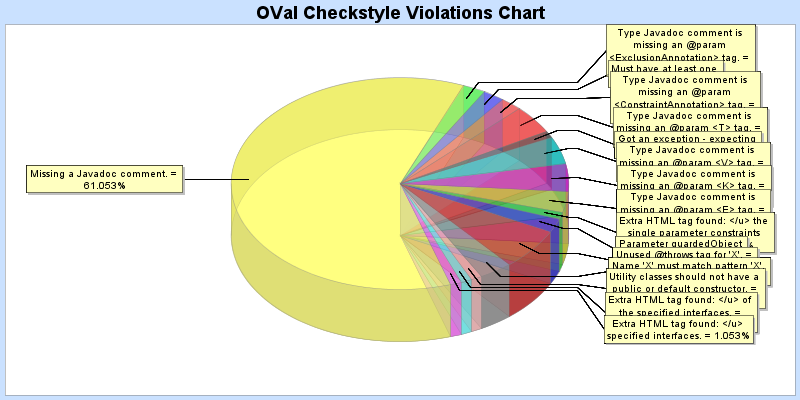 OVal Checkstyle Violations Chart
Missing a Javadoc comment. =
61.053%
Type Javadoc comment is
missing an @param
<ExclusionAnnotation> tag. =
Must have at least one
Type Javadoc comment is
missing an @param
<ConstraintAnnotation> tag. =
Type Javadoc comment is
missing an @param <T> tag. =
Got an exception - expecting
Type Javadoc comment is
missing an @param <V> tag. =
Type Javadoc comment is
missing an @param <K> tag. =
Type Javadoc comment is
missing an @param <E> tag. =
Extra HTML tag found: </u> the
single parameter constraints
Parameter guardedObject
Unused @throws tag for 'X'. =
Name 'X' must match pattern 'X'
Utility classes should not have a
public or default constructor. =
Extra HTML tag found: </u> of
the specified interfaces. =
Extra HTML tag found: </u>
specified interfaces. = 1.053%